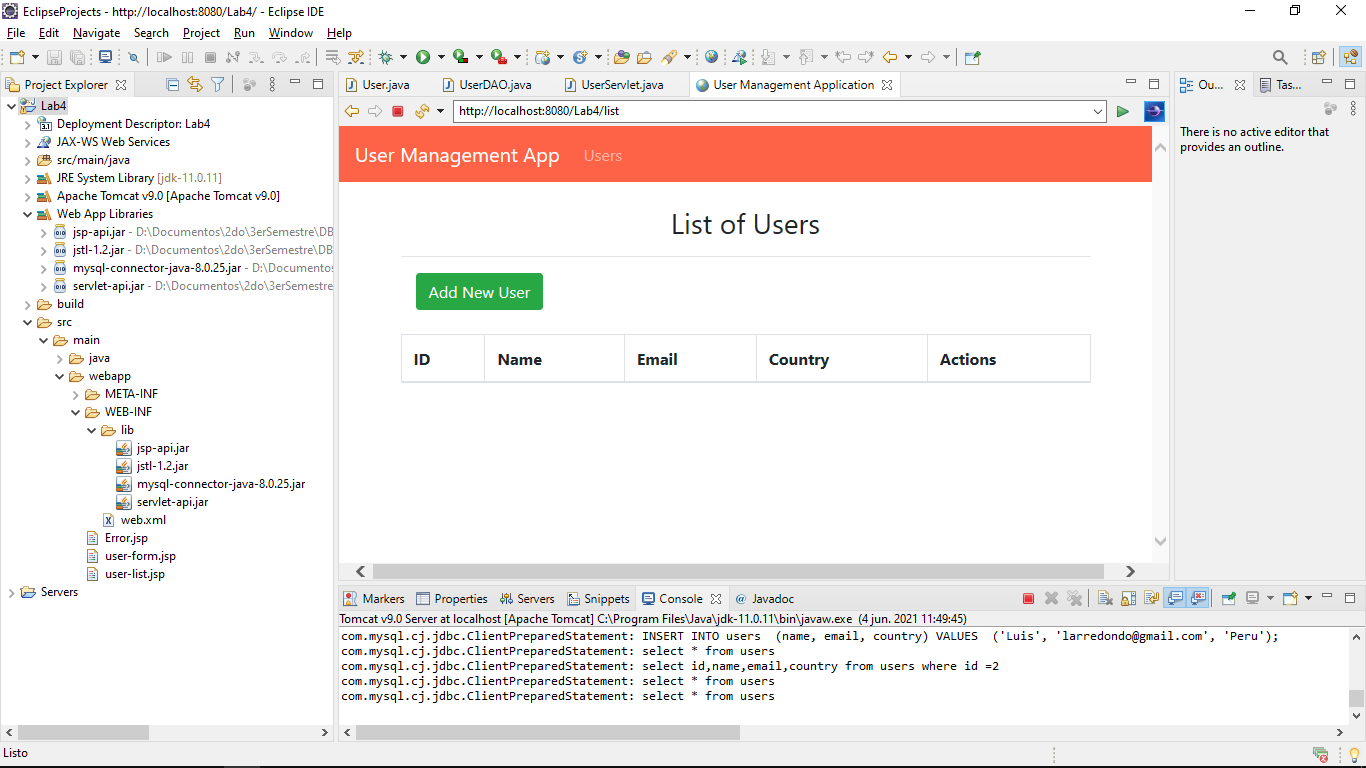 EclipseProjects - http://localhost:8080/Lab4/ - Eclipse IDE
File Edit Navigate Search Project Run Window Help
Project Explorer
Lab4
Deployment Descriptor: Lab4
JAX-WS Web Services
src/main/java
JRE System Library [jdk-11.0.11]
Apache Tomcat v9.0 [Apache Tomcat v9.0]
Web App Libraries
jsp-api.jar - D:\Documentos\2do\3erSemestre\DB
jstl-1.2.jar - D:\Documentos\2do\3erSemestre\DB
mysql-connector-java-8.0.25.jar - D:\Documentos
servlet-api.jar - D:\Documentos\2do\3erSemestre
build
src
main
java
webapp
META-INF
WEB-INF
lib
jsp-api.jar
jstl-1.2.jar
mysql-connector-java-8.0.25.jar
servlet-api.jar
web.xml
Error.jsp
user-form.jsp
user-list.jsp
Servers
User.java UserDAO.java UserServlet.java User Management Application
http://localhost:8080/Lab4/list
User Management App Users
List of Users
Add New User
ID Name Email Country Actions
Ou... Tas...
There is no active editor that
provides an outline.
Markers Properties Servers Snippets Console @ Javadoc
Tomcat v9.0 Server at localhost [Apache Tomcat] C:\Program Files\Java\jdk-11.0.11\bin\javaw.exe (4 jun. 2021 11:49:45)
com.mysql.cj.jdbc.ClientPreparedStatement: INSERT INTO users  (name, email, country) VALUES  ('Luis', 'larredondo@gmail.com', 'Peru');
com.mysql.cj.jdbc.ClientPreparedStatement: select * from users
com.mysql.cj.jdbc.ClientPreparedStatement: select id,name,email,country from users where id =2
com.mysql.cj.jdbc.ClientPreparedStatement: select * from users
com.mysql.cj.jdbc.ClientPreparedStatement: select * from users
Listo